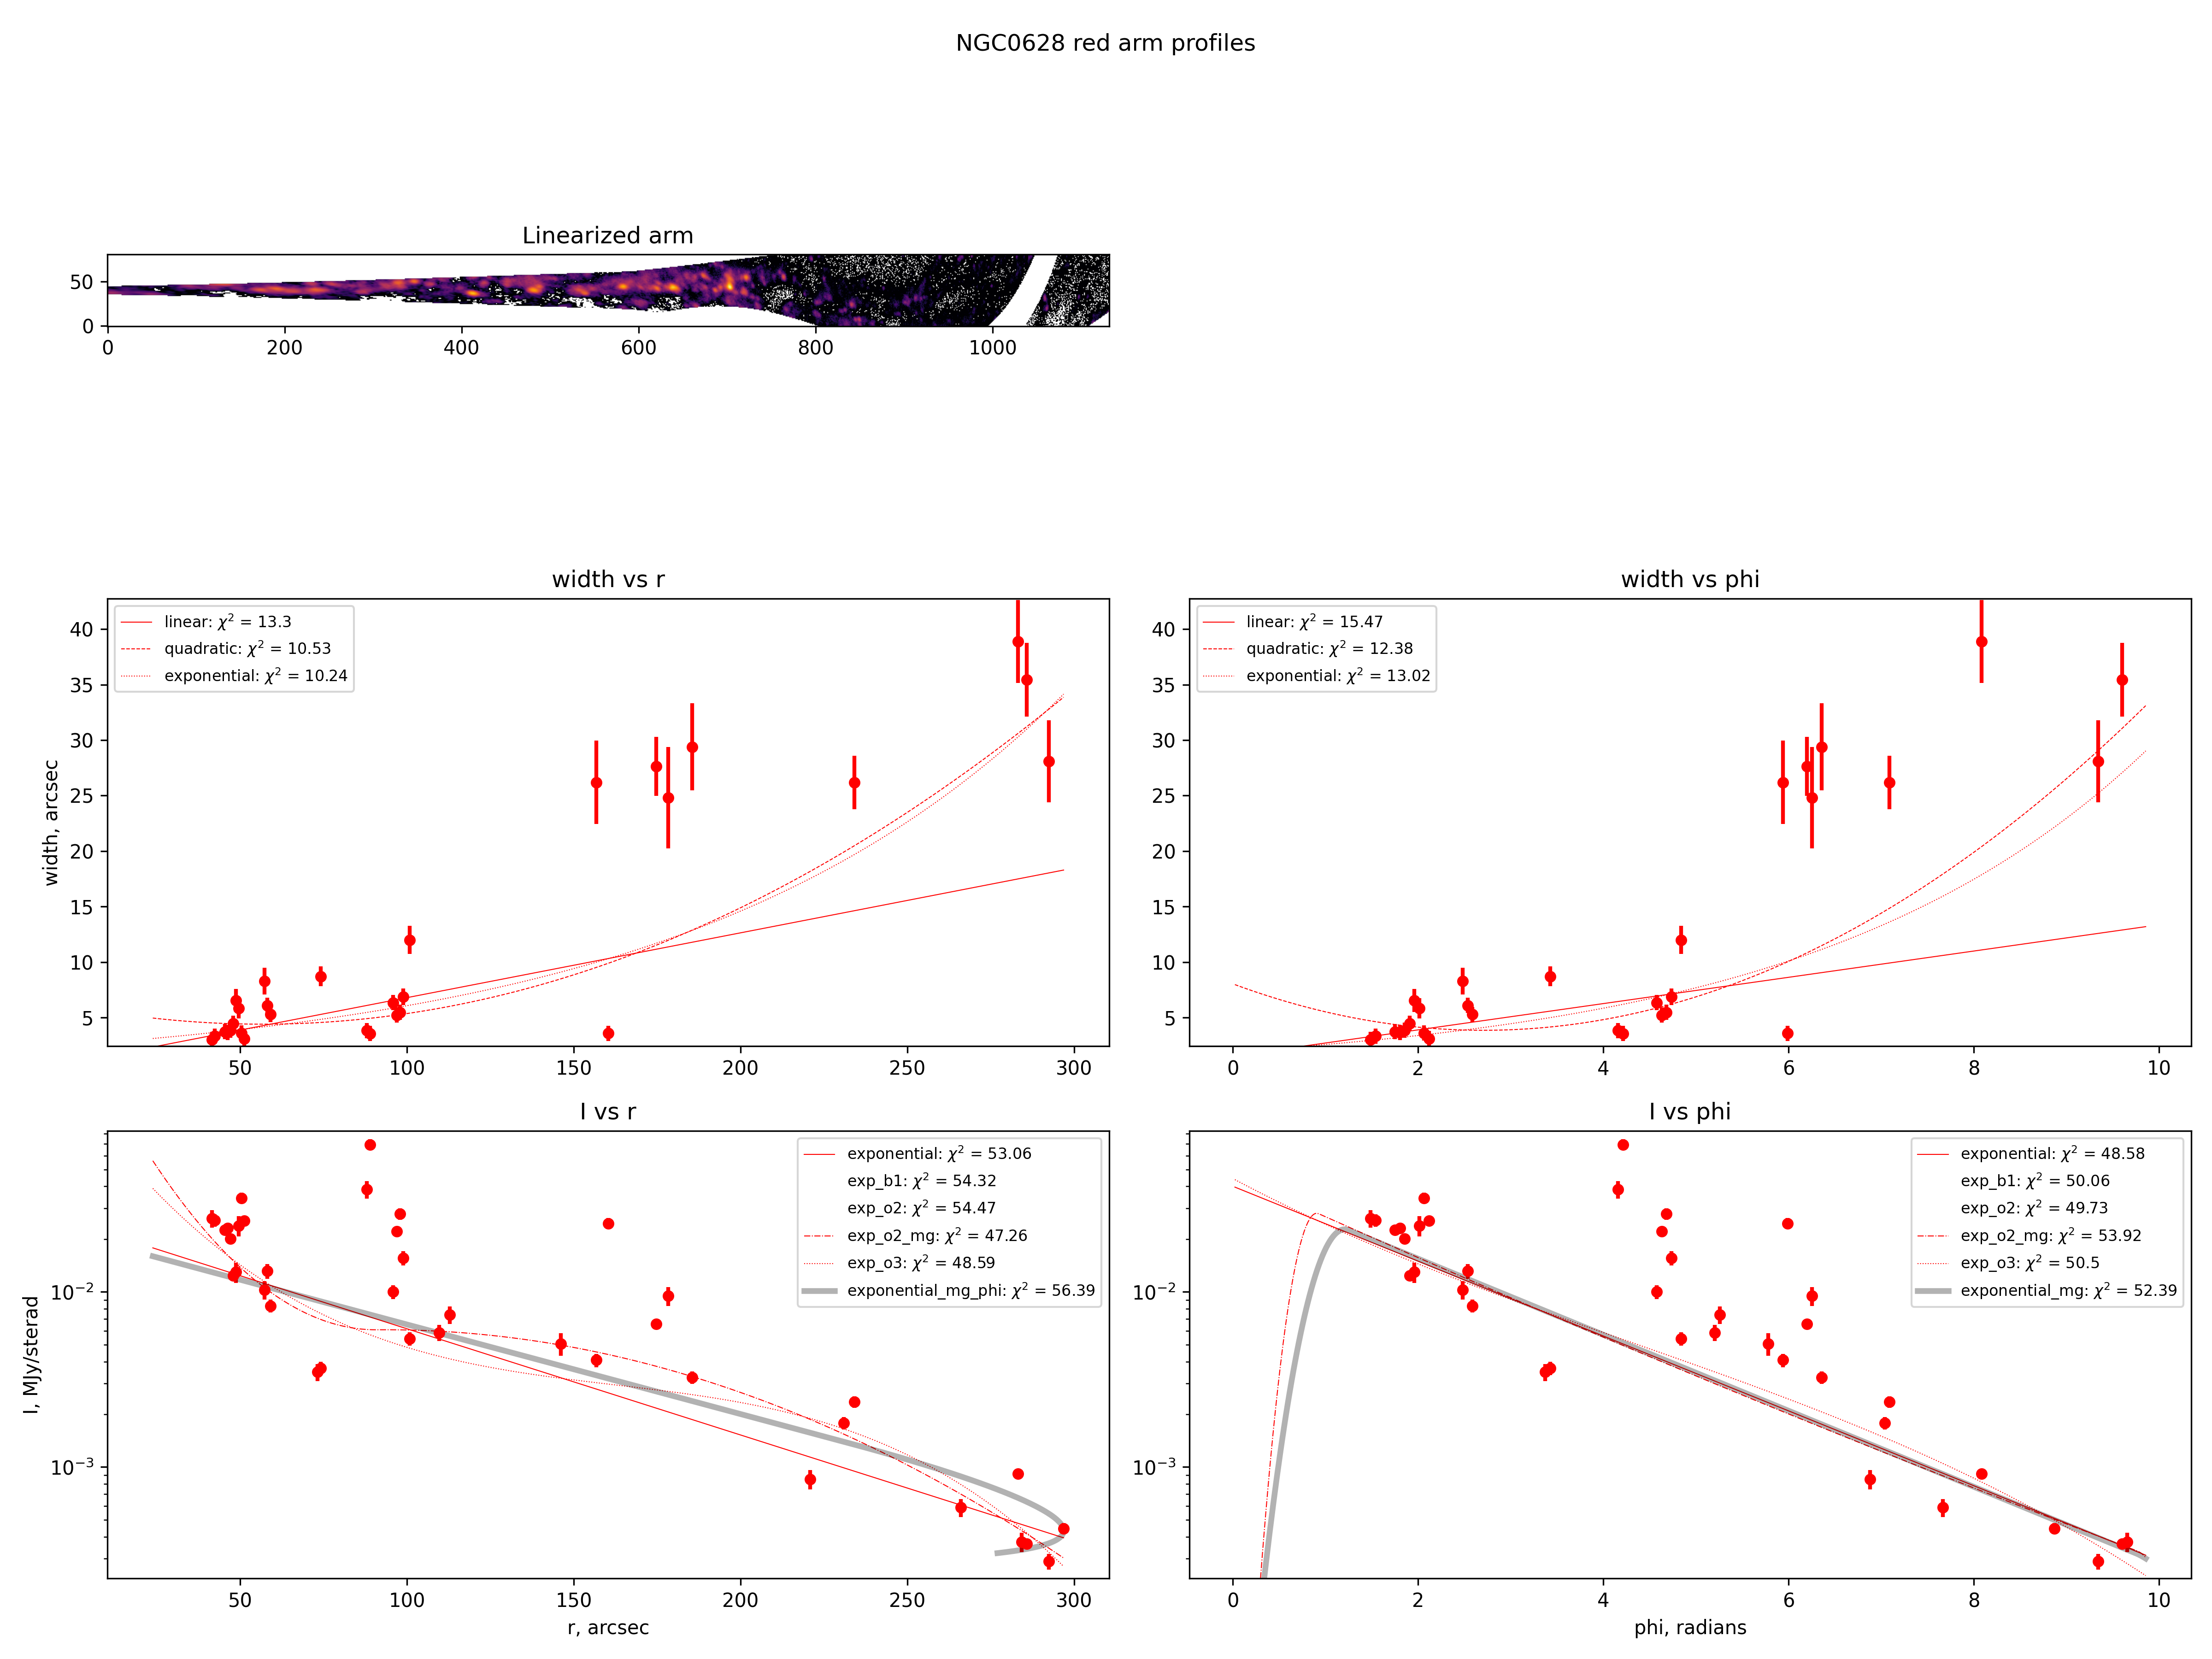 NGC0628 red arm profiles
Linearized arm
50
0
0 200 400 600 800 1000
width vs r
width, arcsec
40
35
30
25
20
15
10
5
linear: χ² = 13.3
quadratic: χ² = 10.53
exponential: χ² = 10.24
50 100 150 200 250 300
width vs phi
40
35
30
25
20
15
10
5
linear: χ² = 15.47
quadratic: χ² = 12.38
exponential: χ² = 13.02
0 2 4 6 8 10
I vs r
I, MJy/sterad
10⁻²
10⁻³
exponential: χ² = 53.06
exp_b1: χ² = 54.32
exp_o2: χ² = 54.47
exp_o2_mg: χ² = 47.26
exp_o3: χ² = 48.59
exponential_mg_phi: χ² = 56.39
50 100 150 200 250 300
r, arcsec
I vs phi
10⁻²
10⁻³
exponential: χ² = 48.58
exp_b1: χ² = 50.06
exp_o2: χ² = 49.73
exp_o2_mg: χ² = 53.92
exp_o3: χ² = 50.5
exponential_mg: χ² = 52.39
0 2 4 6 8 10
phi, radians